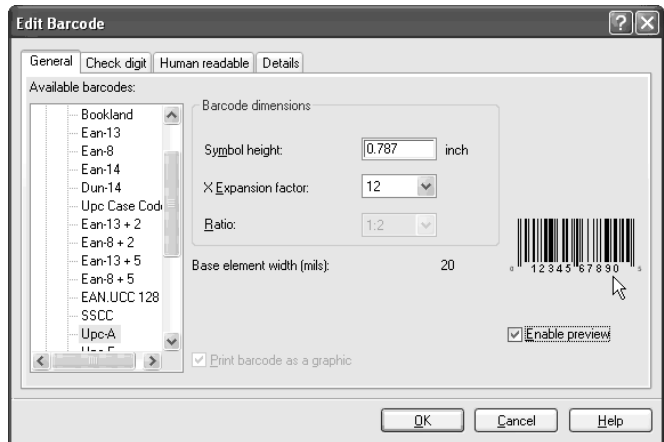 Edit Barcode
General Check digit Human readable Details
Available barcodes:
Bookland
Ean-13
Ean-8
Ean-14
Dun-14
Upc Case Code
Ean-13 + 2
Ean-8 + 2
Ean-13 + 5
Ean-8 + 5
EAN.UCC 128
SSCC
Upc-A
Barcode dimensions
Symbol height: 0.787 inch
X Expansion factor: 12
Ratio: 1:2
Base element width (mils): 20
0 12345 67890 5
Enable preview
Print barcode as a graphic
OK Cancel Help